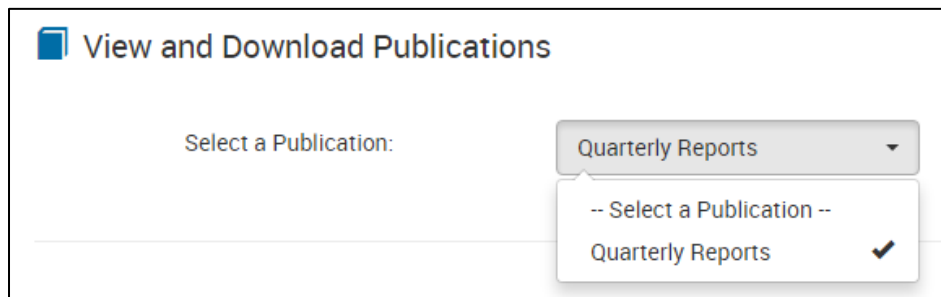 View and Download Publications
Select a Publication:
Quarterly Reports
-- Select a Publication --
Quarterly Reports